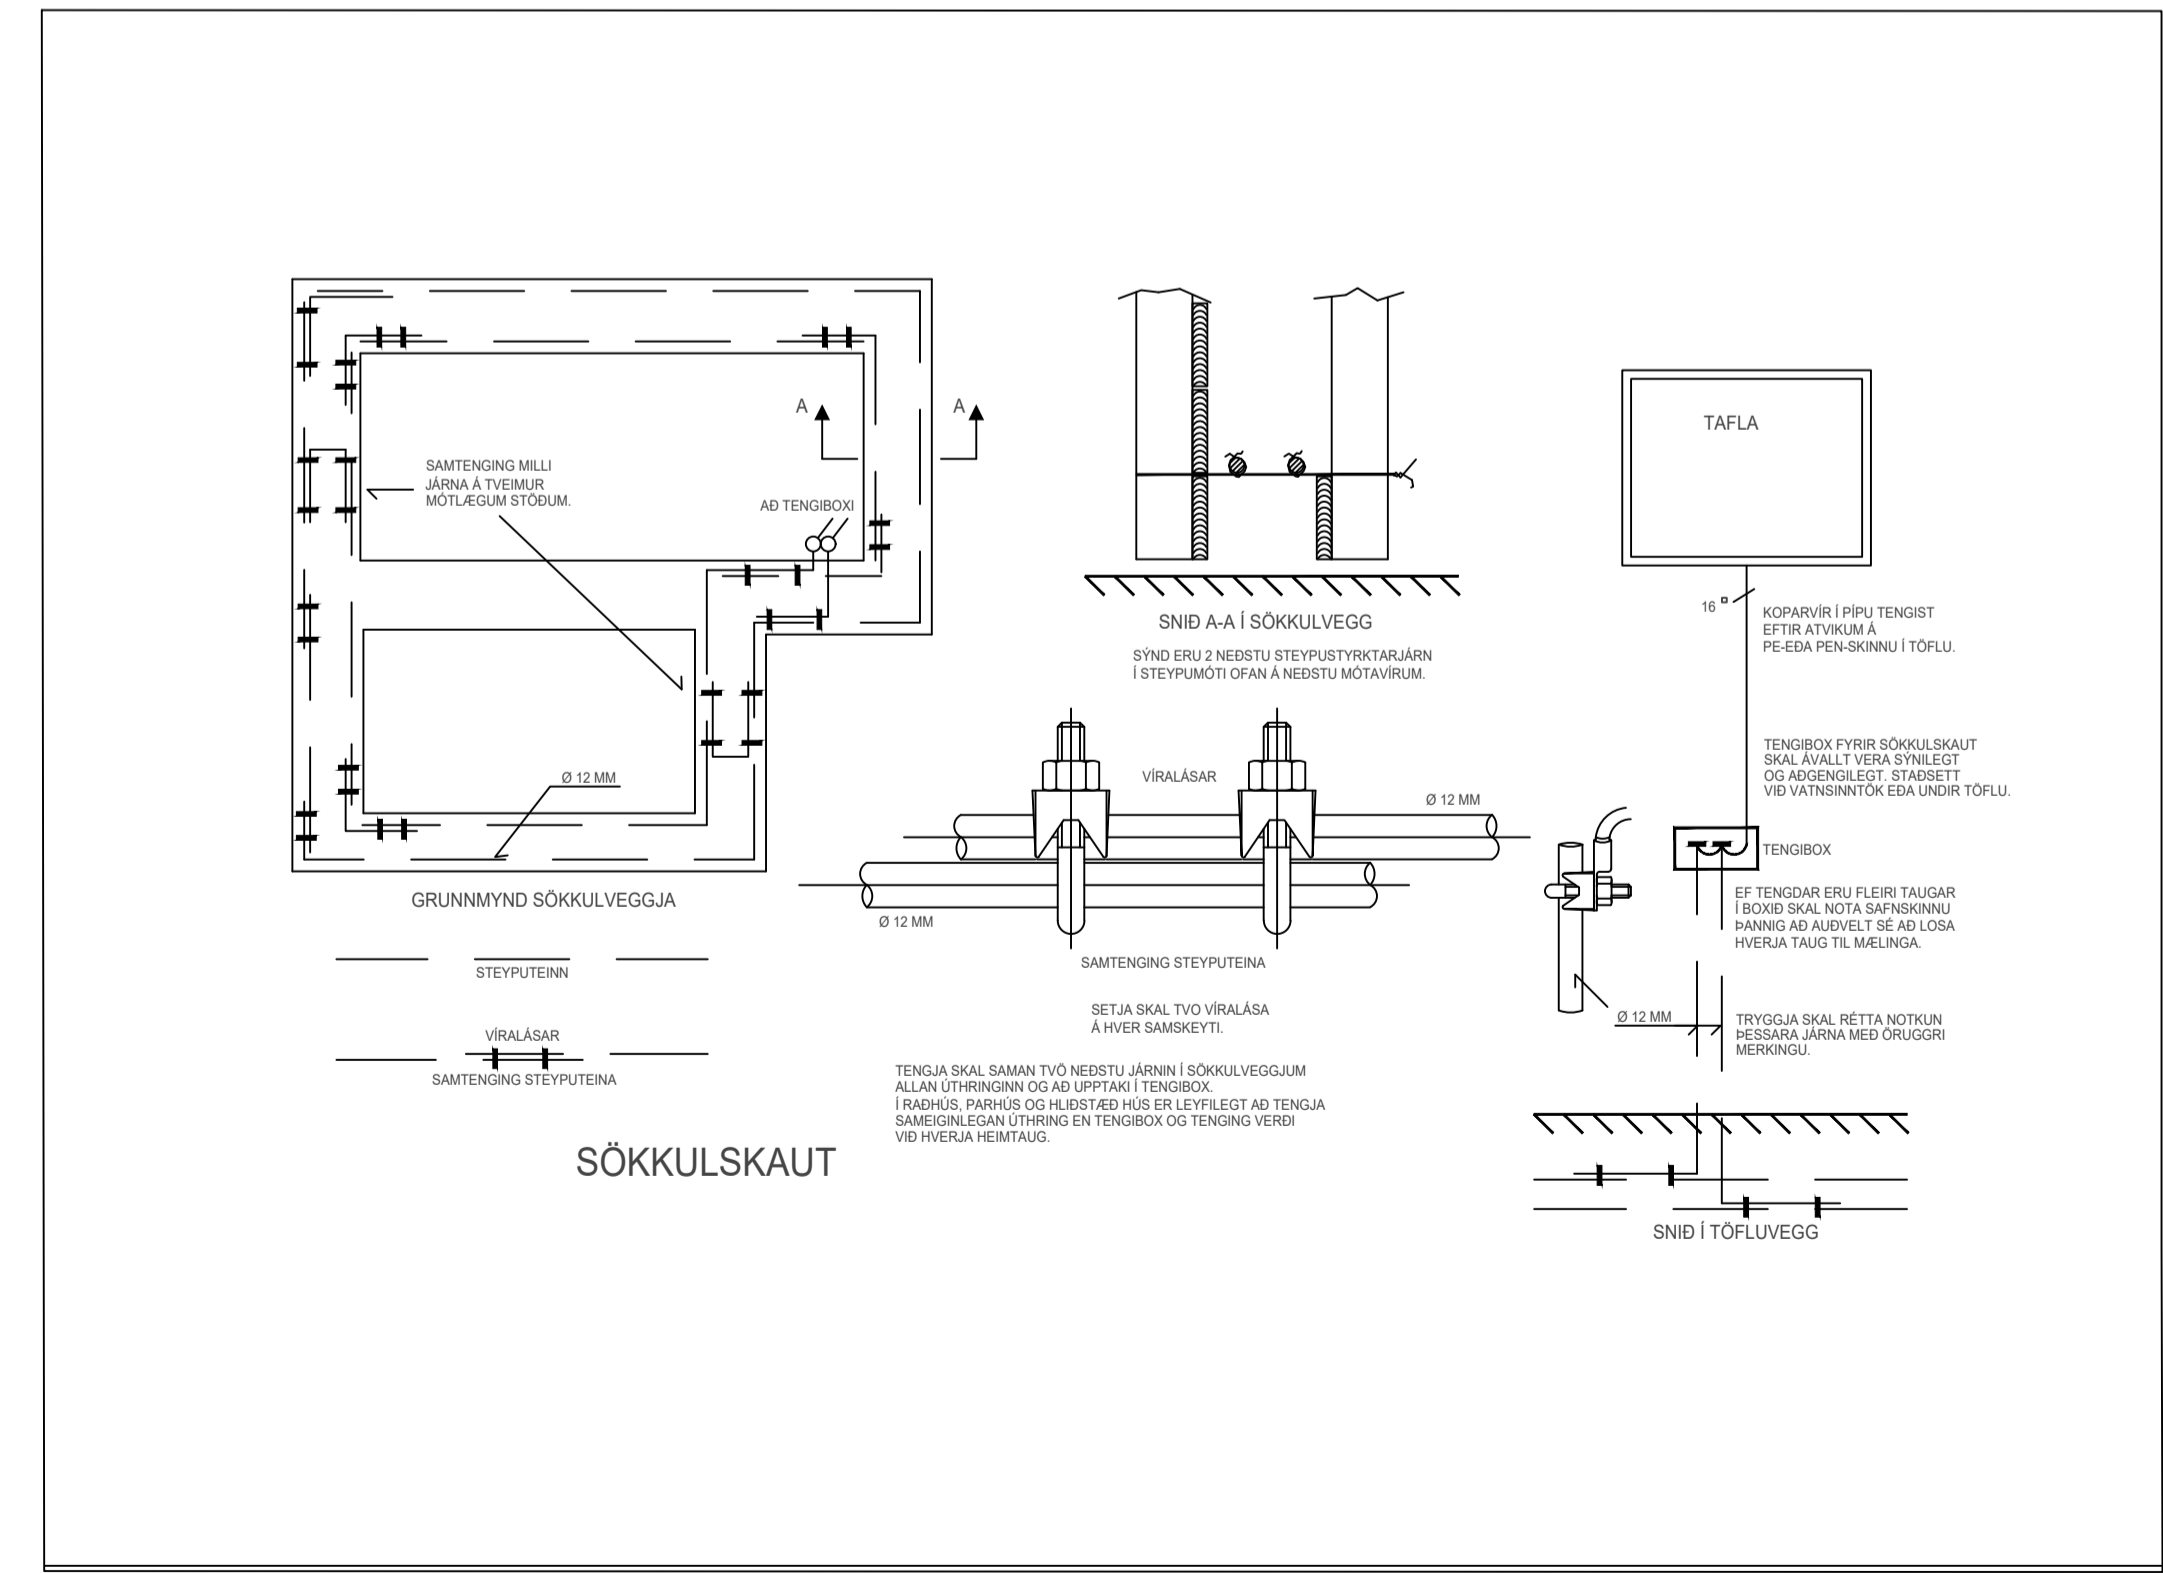 A
A
SAMTENGING MILLI
JÁRNA Á TVEIMUR
MÓTLÆGUM STÖÐUM.
AÐ TENGIBOXI
Ø 12 MM
GRUNNMYND SÖKKULVEGGJA
STEYPUTEINN
VÍRALÁSAR
SAMTENGING STEYPUTEINA
SÖKKULSKAUT
SNIÐ A-A Í SÖKKULVEGG
SÝND ERU 2 NEÐSTU STEYPUSTYRKTARJÁRN
Í STEYPUMÓTI OFAN Á NEÐSTU MÓTAVÍRUM.
VÍRALÁSAR
Ø 12 MM
Ø 12 MM
SAMTENGING STEYPUTEINA
SETJA SKAL TVO VÍRALÁSA
Á HVER SAMSKEYTI.
TENGJA SKAL SAMAN TVÖ NEÐSTU JÁRNIN Í SÖKKULVEGGJUM
ALLAN ÚTHRINGINN OG AÐ UPPTAKI Í TENGIBOX.
Í RAÐHÚS, PARHÚS OG HLIÐSTÆÐ HÚS ER LEYFILEGT AÐ TENGJA
SAMEIGINLEGAN ÚTHRING EN TENGIBOX OG TENGING VERÐI
VIÐ HVERJA HEIMTAUG.
TAFLA
16
KOPARVÍR Í PÍPU TENGIST
EFTIR ATVIKUM Á
PE-EÐA PEN-SKINNU Í TÖFLU.
TENGIBOX FYRIR SÖKKULSKAUT
SKAL ÁVALLT VERA SÝNILEGT
OG AÐGENGILEGT. STAÐSETT
VIÐ VATNSINNTÖK EÐA UNDIR TÖFLU.
TENGIBOX
EF TENGDAR ERU FLEIRI TAUGAR
Í BOXIÐ SKAL NOTA SAFNSKINNU
ÞANNIG AÐ AUÐVELT SÉ AÐ LOSA
HVERJA TAUG TIL MÆLINGA.
Ø 12 MM
TRYGGJA SKAL RÉTTA NOTKUN
ÞESSARA JÁRNA MEÐ ÖRUGGRI
MERKINGU.
SNIÐ Í TÖFLUVEGG